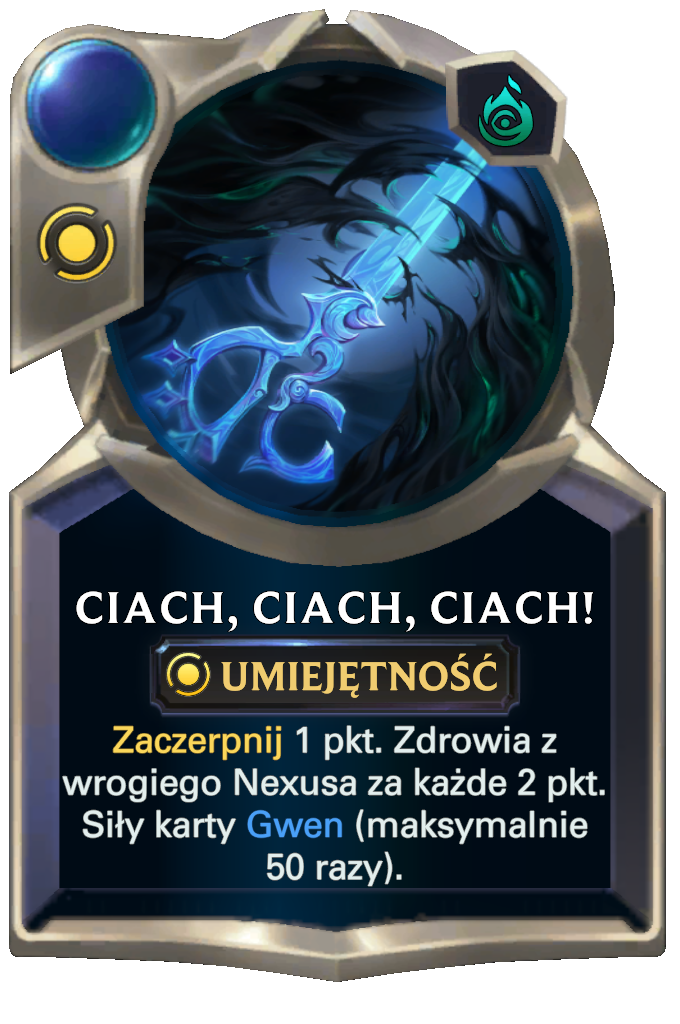 CIACH, CIACH, CIACH!
UMIEJĘTNOŚĆ
Zaczerpnij 1 pkt. Zdrowia z
wrogiego Nexusa za każde 2 pkt.
Siły karty Gwen (maksymalnie
50 razy).